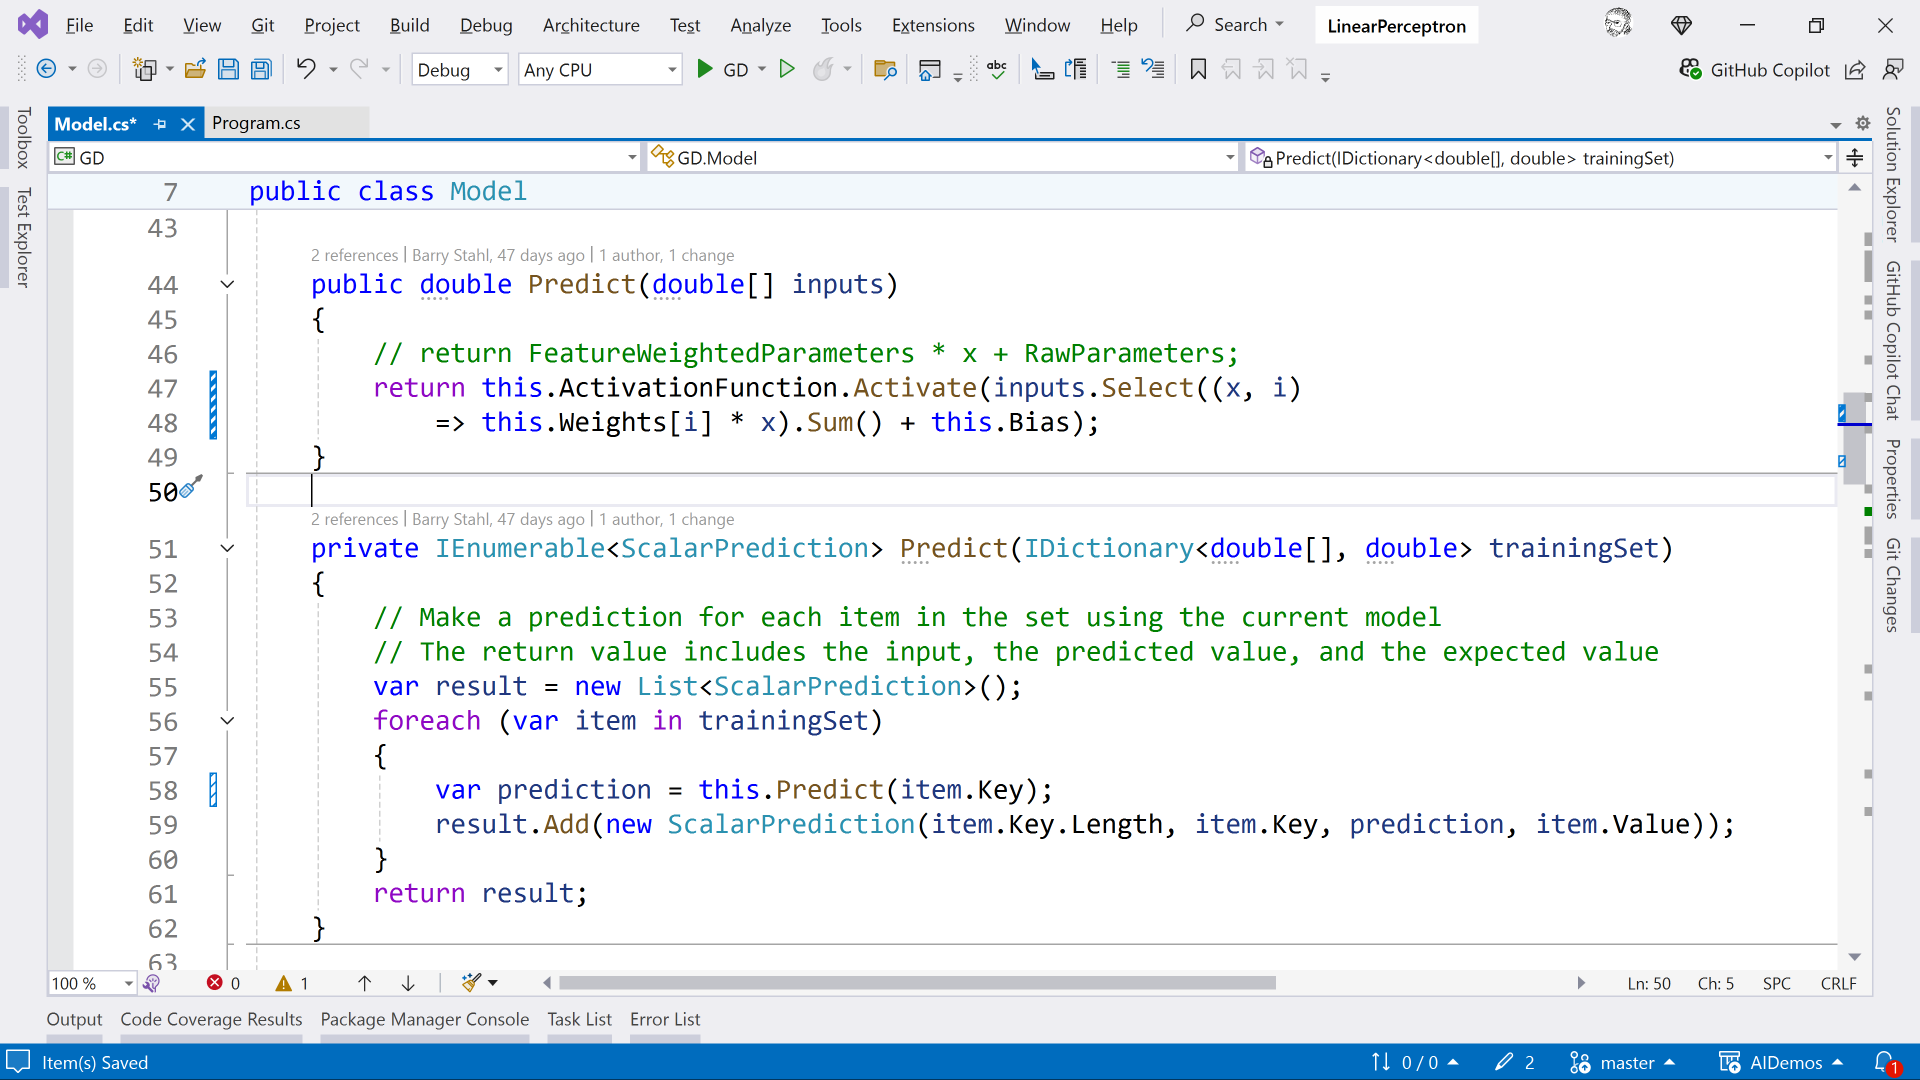 File Edit View Git Project Build Debug Architecture Test Analyze Tools Extensions Window Help Search LinearPerceptron
Debug Any CPU GD abc GitHub Copilot
Model.cs* Program.cs
C# GD GD.Model Predict(IDictionary<double[], double> trainingSet)
7 public class Model
43
2 references | Barry Stahl, 47 days ago | 1 author, 1 change
44 public double Predict(double[] inputs)
45 {
46 // return FeatureWeightedParameters * x + RawParameters;
47 return this.ActivationFunction.Activate(inputs.Select((x, i)
48 => this.Weights[i] * x).Sum() + this.Bias);
49 }
50
2 references | Barry Stahl, 47 days ago | 1 author, 1 change
51 private IEnumerable<ScalarPrediction> Predict(IDictionary<double[], double> trainingSet)
52 {
53 // Make a prediction for each item in the set using the current model
54 // The return value includes the input, the predicted value, and the expected value
55 var result = new List<ScalarPrediction>();
56 foreach (var item in trainingSet)
57 {
58 var prediction = this.Predict(item.Key);
59 result.Add(new ScalarPrediction(item.Key.Length, item.Key, prediction, item.Value));
60 }
61 return result;
62 }
63
100 % 0 1 Ln: 50 Ch: 5 SPC CRLF
Output Code Coverage Results Package Manager Console Task List Error List
Item(s) Saved 0 / 0 2 master AIDemos 1
Toolbox
Test Explorer
Solution Explorer
GitHub Copilot Chat
Properties
Git Changes